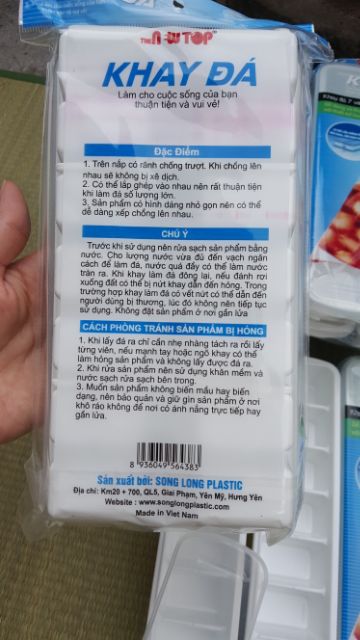 THE NEWTOP
KHAY ĐÁ
Làm cho cuộc sống của bạn
thuận tiện và vui vẻ!
Đặc Điểm
1. Trên nắp có rãnh chống trượt. Khi chồng lên
nhau sẽ không bị xê dịch.
2. Có thể lắp ghép vào nhau nên rất thuận tiện
khi làm đá số lượng lớn.
3. Sản phẩm có hình dáng nhỏ gọn nên có thể
dễ dàng xếp chồng lên nhau.
CHÚ Ý
Trước khi sử dụng nên rửa sạch sản phẩm bằng
nước. Cho lượng nước vừa đủ đến vạch ngăn
cách để làm đá, nước quá đầy có thể làm nước
tràn ra. Khi khay làm đá đông lại, nếu đánh rơi
xuống đất có thể bị nứt khay dẫn đến hỏng. Trong
trường hợp khay làm đá có vết nứt có thể dẫn đến
người dùng bị thương, lúc đó không nên tiếp tục
sử dụng. Không đặt sản phẩm ở nơi gần lửa
CÁCH PHÒNG TRÁNH SẢN PHẨM BỊ HỎNG
1. Khi lấy đá ra chỉ cần nhẹ nhàng tách ra rồi lấy
từng viên, nếu mạnh tay hoặc ngõ khay có thể
làm hỏng sản phẩm và không lấy được đá ra.
2. Khi rửa sản phẩm nên sử dụng khăn mềm và
nước sạch rửa sạch bên trong.
3. Muốn sản phẩm không biến mầu hay biến
dạng, nên bảo quản và giữ gìn sản phẩm ở nơi
khô ráo không để nơi có ánh nắng trực tiếp hay
gần lửa.
8 936049 564383
Sản xuất bởi: SONG LONG PLASTIC
Địa chỉ: Km20 + 700, QL5, Giai Phạm, Yên Mỹ, Hưng Yên
Website : www.songlongplastic.com
Made in Viet Nam